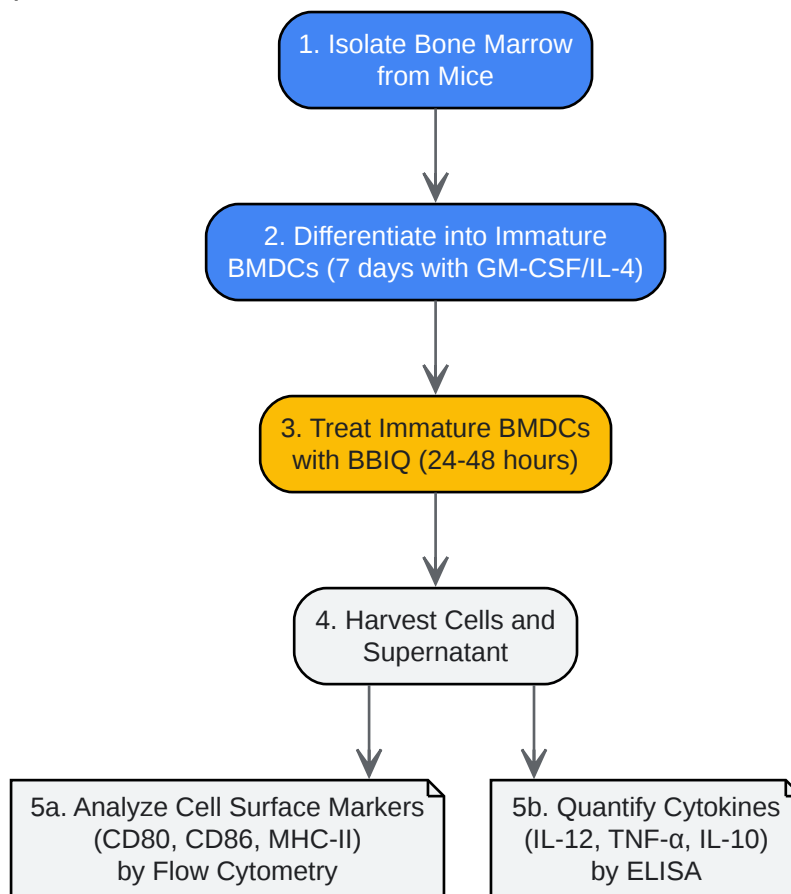 1. Isolate Bone Marrow
from Mice
2. Differentiate into Immature
BMDCs (7 days with GM-CSF/IL-4)
3. Treat Immature BMDCs
with BBIQ (24-48 hours)
4. Harvest Cells and
Supernatant
5a. Analyze Cell Surface Markers
(CD80, CD86, MHC-II)
by Flow Cytometry
5b. Quantify Cytokines
(IL-12, TNF-α, IL-10)
by ELISA